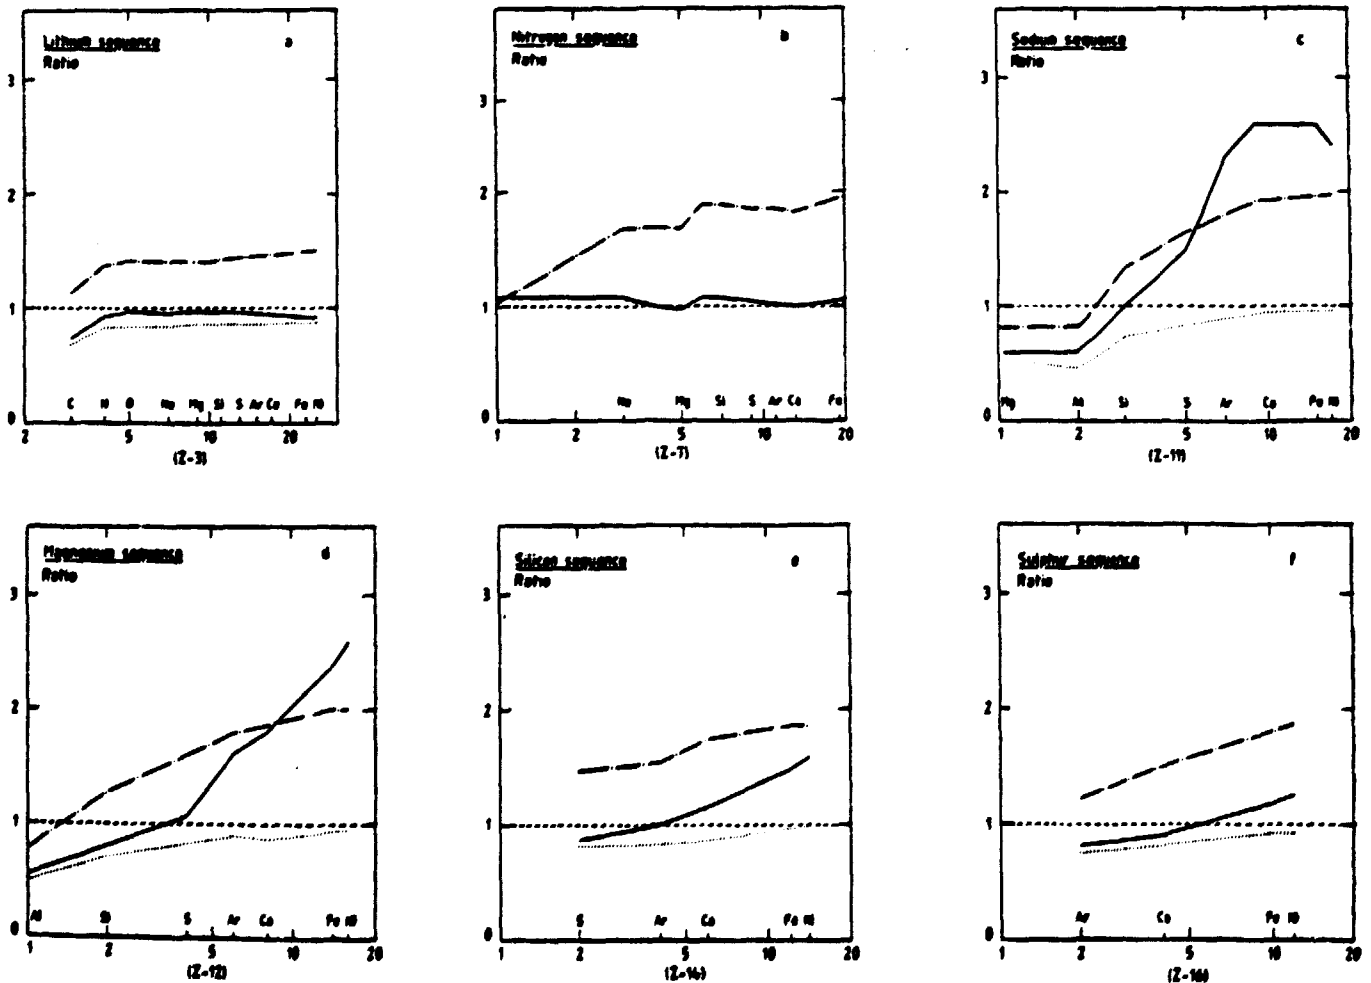 Lithium sequence a
Ratio
3
2
1
0
C N O Na Mg Si S Ar Ca Fe Ni
2 5 10 20
(Z-3)
Nitrogen sequence b
Ratio
3
2
1
0
Na Mg Si S Ar Ca Fe
1 2 5 10 20
(Z-7)
Sodium sequence c
Ratio
3
2
1
0
Mg Al Si S Ar Ca Fe Ni
1 2 5 10 20
(Z-11)
Magnesium sequence d
Ratio
3
2
1
0
Al Si S Ar Ca Fe Ni
1 2 5 10 20
(Z-12)
Silicon sequence e
Ratio
3
2
1
0
S Ar Ca Fe Ni
1 2 5 10 20
(Z-14)
Sulphur sequence f
Ratio
3
2
1
0
Ar Ca Fe Ni
1 2 5 10 20
(Z-16)